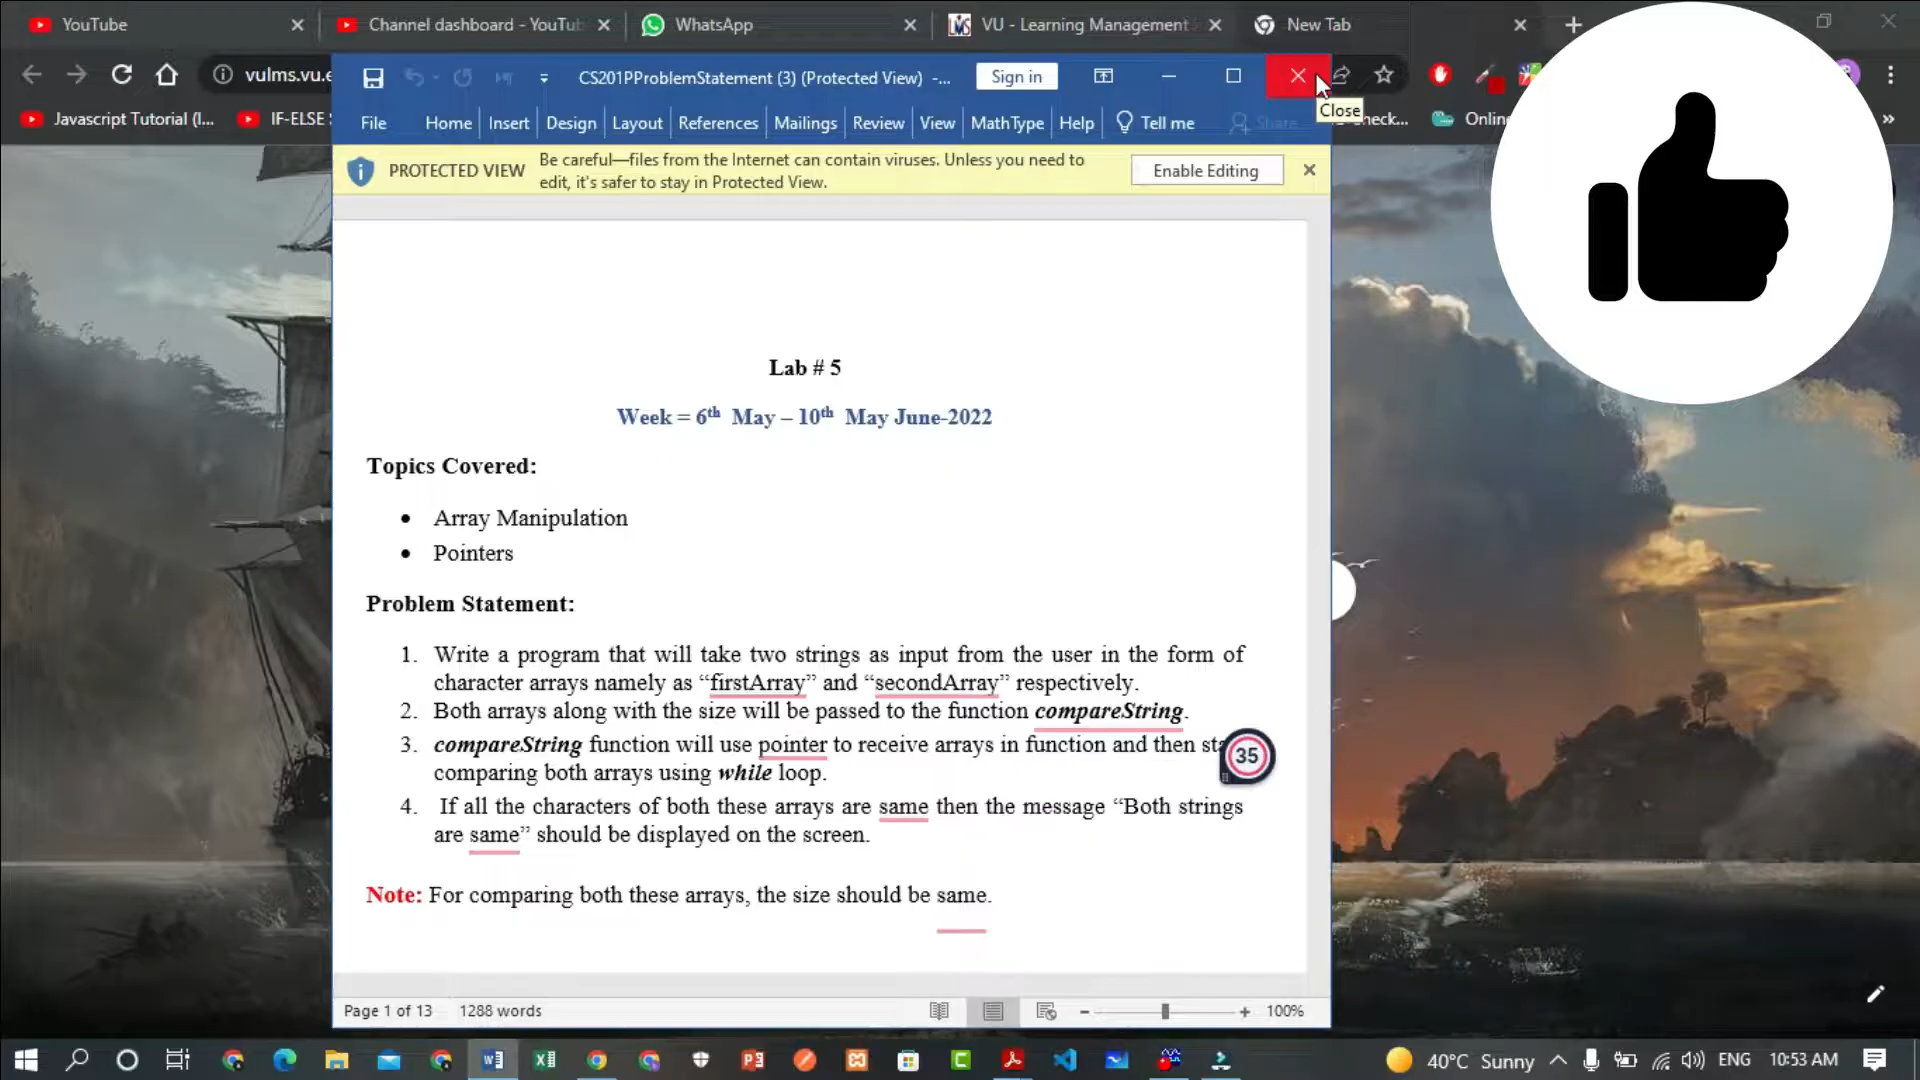 YouTube
Channel dashboard - YouTu
WhatsApp
VU - Learning Management
New Tab
vulms.vu.e
CS201PProblemStatement (3) (Protected View) -...
Sign in
Close
Javascript Tutorial (I...
IF-ELSE
File
Home
Insert
Design
Layout
References
Mailings
Review
View
MathType
Help
Tell me
Share
Check...
Onlin
PROTECTED VIEW
Be careful—files from the Internet can contain viruses. Unless you need to
edit, it's safer to stay in Protected View.
Enable Editing
Lab # 5
Week = 6th May – 10th May June-2022
Topics Covered:
• Array Manipulation
• Pointers
Problem Statement:
1. Write a program that will take two strings as input from the user in the form of
character arrays namely as “firstArray” and “secondArray” respectively.
2. Both arrays along with the size will be passed to the function compareString.
3. compareString function will use pointer to receive arrays in function and then sta
35
comparing both arrays using while loop.
4. If all the characters of both these arrays are same then the message “Both strings
are same” should be displayed on the screen.
Note: For comparing both these arrays, the size should be same.
Page 1 of 13
1288 words
100%
40°C Sunny
ENG
10:53 AM